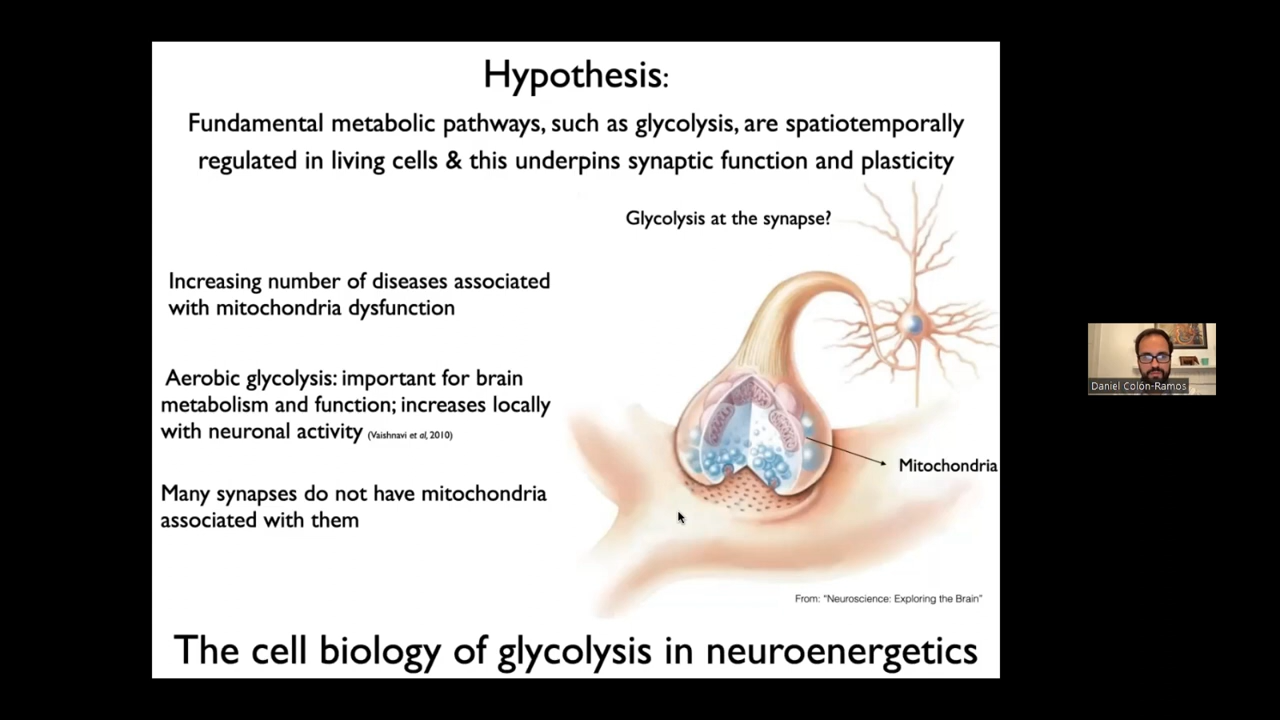 Hypothesis:
Fundamental metabolic pathways, such as glycolysis, are spatiotemporally
regulated in living cells & this underpins synaptic function and plasticity
Glycolysis at the synapse?
Increasing number of diseases associated
with mitochondria dysfunction
Aerobic glycolysis: important for brain
metabolism and function; increases locally
with neuronal activity (Vaishnavi et al, 2010)
Mitochondria
Many synapses do not have mitochondria
associated with them
From: "Neuroscience: Exploring the Brain"
The cell biology of glycolysis in neuroenergetics
Daniel Colón-Ramos